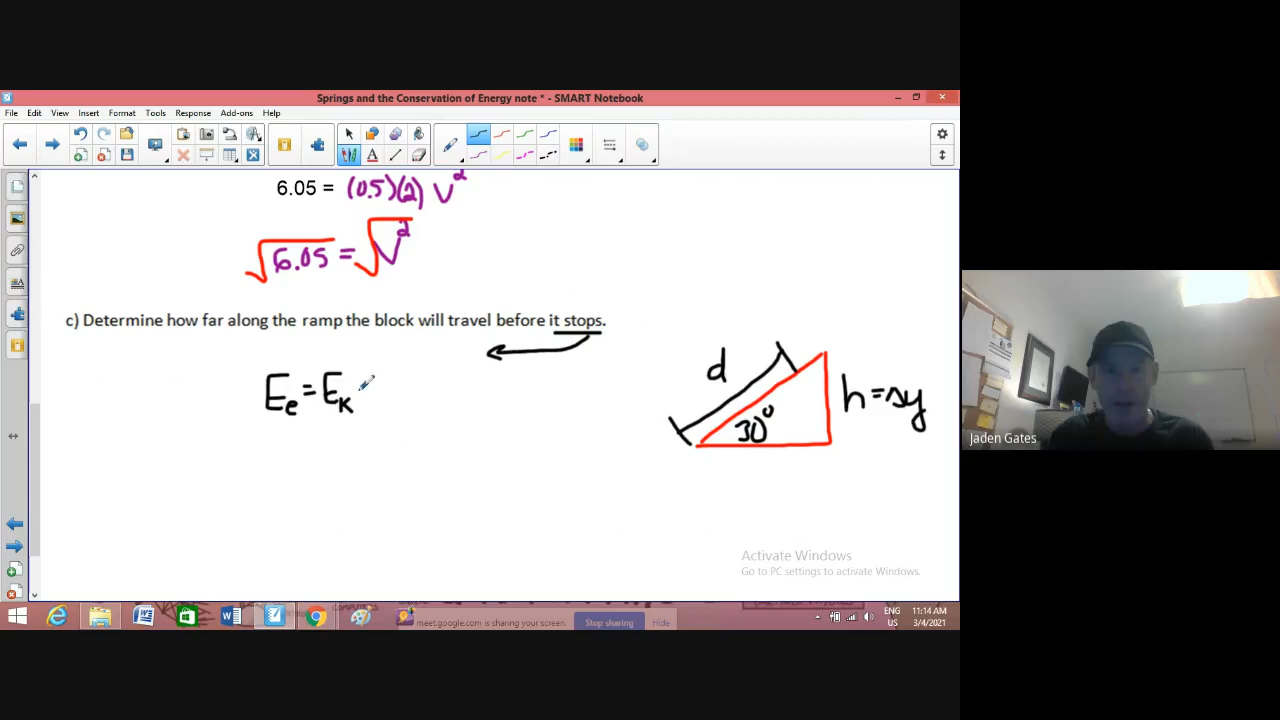 Springs and the Conservation of Energy note * - SMART Notebook
File Edit View Insert Format Tools Response Add-ons Help
6.05 = (0.5)(2) v²
√6.05 = √v²
c) Determine how far along the ramp the block will travel before it stops.
Ee = EK
d
30°
h=Δy
Jaden Gates
Activate Windows
Go to PC settings to activate Windows.
meet.google.com is sharing your screen. Stop sharing Hide
ENG 11:14 AM
US 3/4/2021